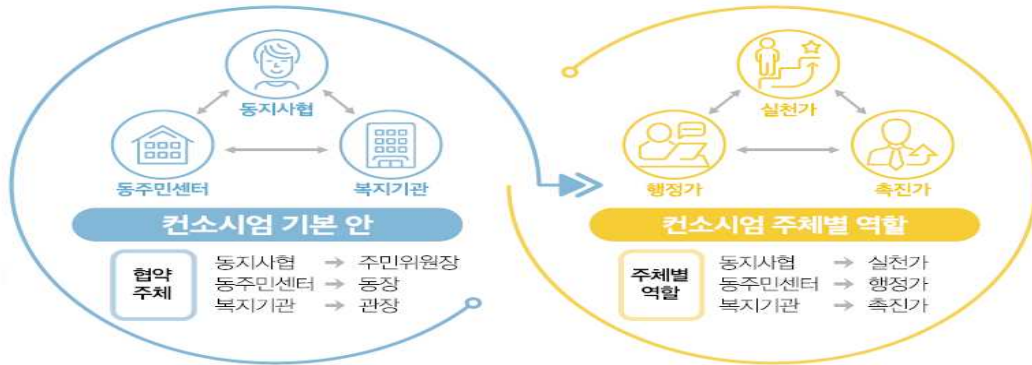 동지사협
동주민센터
복지기관
컨소시엄 기본 안
협약
주체
동지사협 → 주민위원장
동주민센터 → 동장
복지기관 → 관장
실천가
행정가
촉진가
컨소시엄 주체별 역할
주체별
역할
동지사협 → 실천가
동주민센터 → 행정가
복지기관 → 촉진가